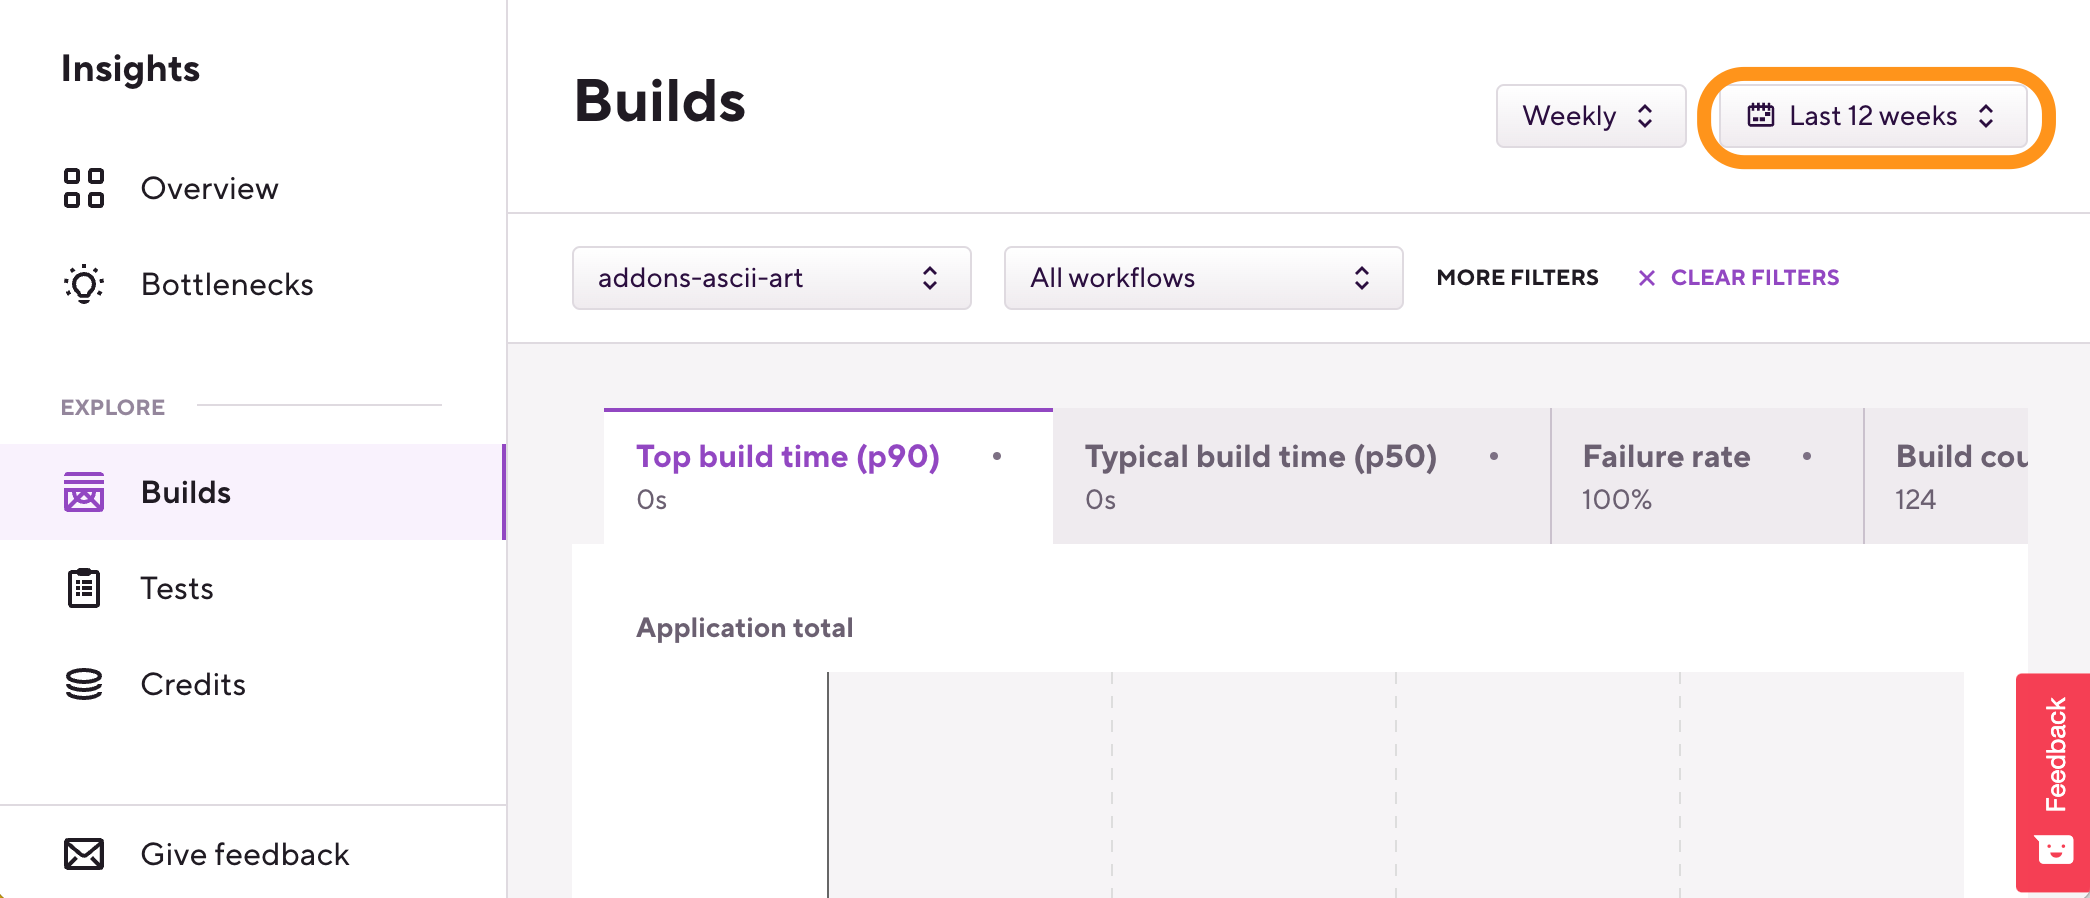 Insights
Overview
Bottlenecks
EXPLORE
Builds
Tests
Credits
Give feedback
Builds
Weekly
Last 12 weeks
addons-ascii-art
All workflows
MORE FILTERS
CLEAR FILTERS
Top build time (p90)
0s
Typical build time (p50)
0s
Failure rate
100%
Build cou
124
Application total
Feedback